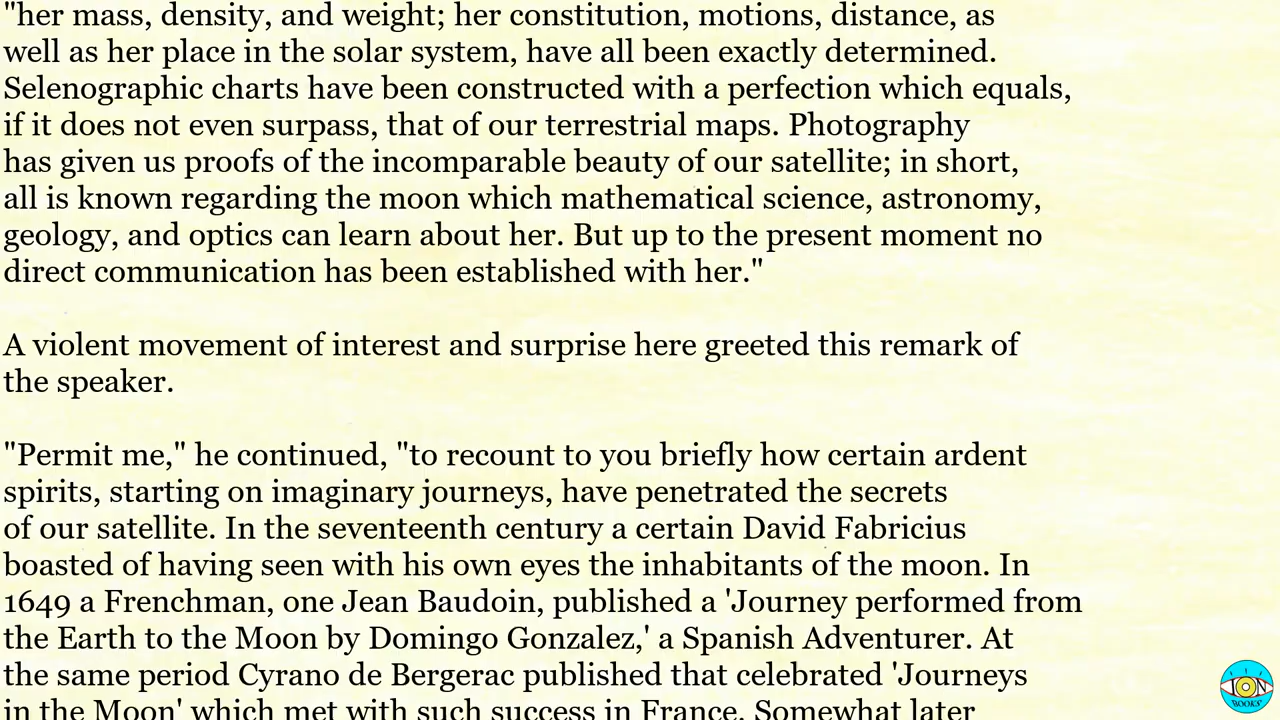 "her mass, density, and weight; her constitution, motions, distance, as
well as her place in the solar system, have all been exactly determined.
Selenographic charts have been constructed with a perfection which equals,
if it does not even surpass, that of our terrestrial maps. Photography
has given us proofs of the incomparable beauty of our satellite; in short,
all is known regarding the moon which mathematical science, astronomy,
geology, and optics can learn about her. But up to the present moment no
direct communication has been established with her."
A violent movement of interest and surprise here greeted this remark of
the speaker.
"Permit me," he continued, "to recount to you briefly how certain ardent
spirits, starting on imaginary journeys, have penetrated the secrets
of our satellite. In the seventeenth century a certain David Fabricius
boasted of having seen with his own eyes the inhabitants of the moon. In
1649 a Frenchman, one Jean Baudoin, published a 'Journey performed from
the Earth to the Moon by Domingo Gonzalez,' a Spanish Adventurer. At
the same period Cyrano de Bergerac published that celebrated 'Journeys
in the Moon' which met with such success in France. Somewhat later
ION
BOOKS